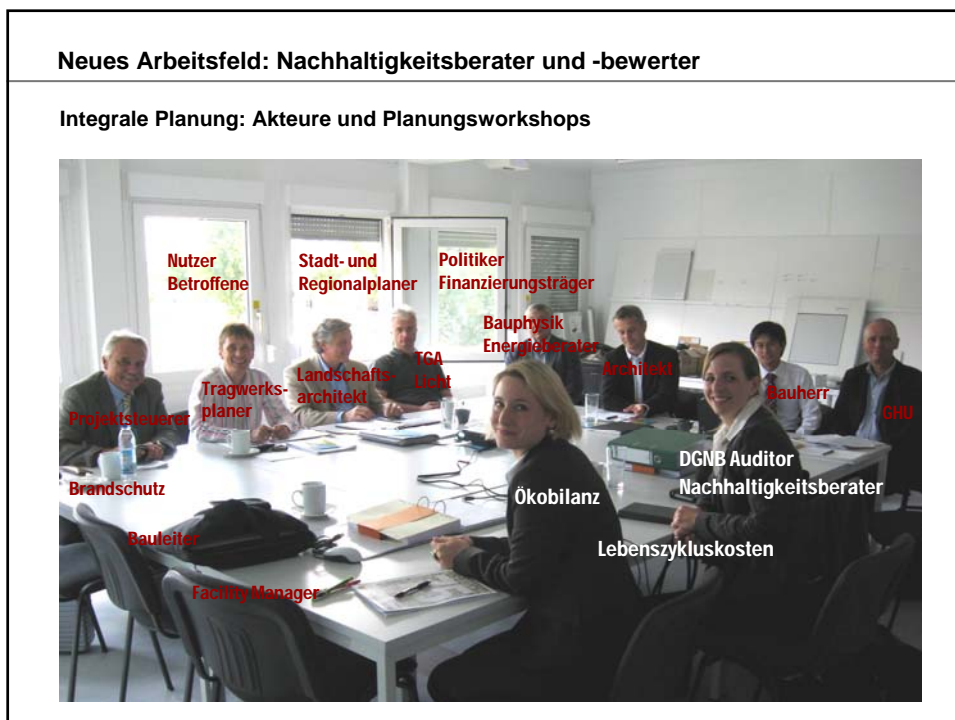 Neues Arbeitsfeld: Nachhaltigkeitsberater und -bewerter
Integrale Planung: Akteure und Planungsworkshops
Nutzer
Betroffene
Stadt- und
Regionalplaner
Politiker
Finanzierungsträger
Bauphysik
Energieberater
TGA
Licht
Architekt
Landschafts-
architekt
Tragwerks-
planer
Projektsteuerer
Bauherr
GHU
Brandschutz
DGNB Auditor
Nachhaltigkeitsberater
Ökobilanz
Bauleiter
Lebenszykluskosten
Facility Manager